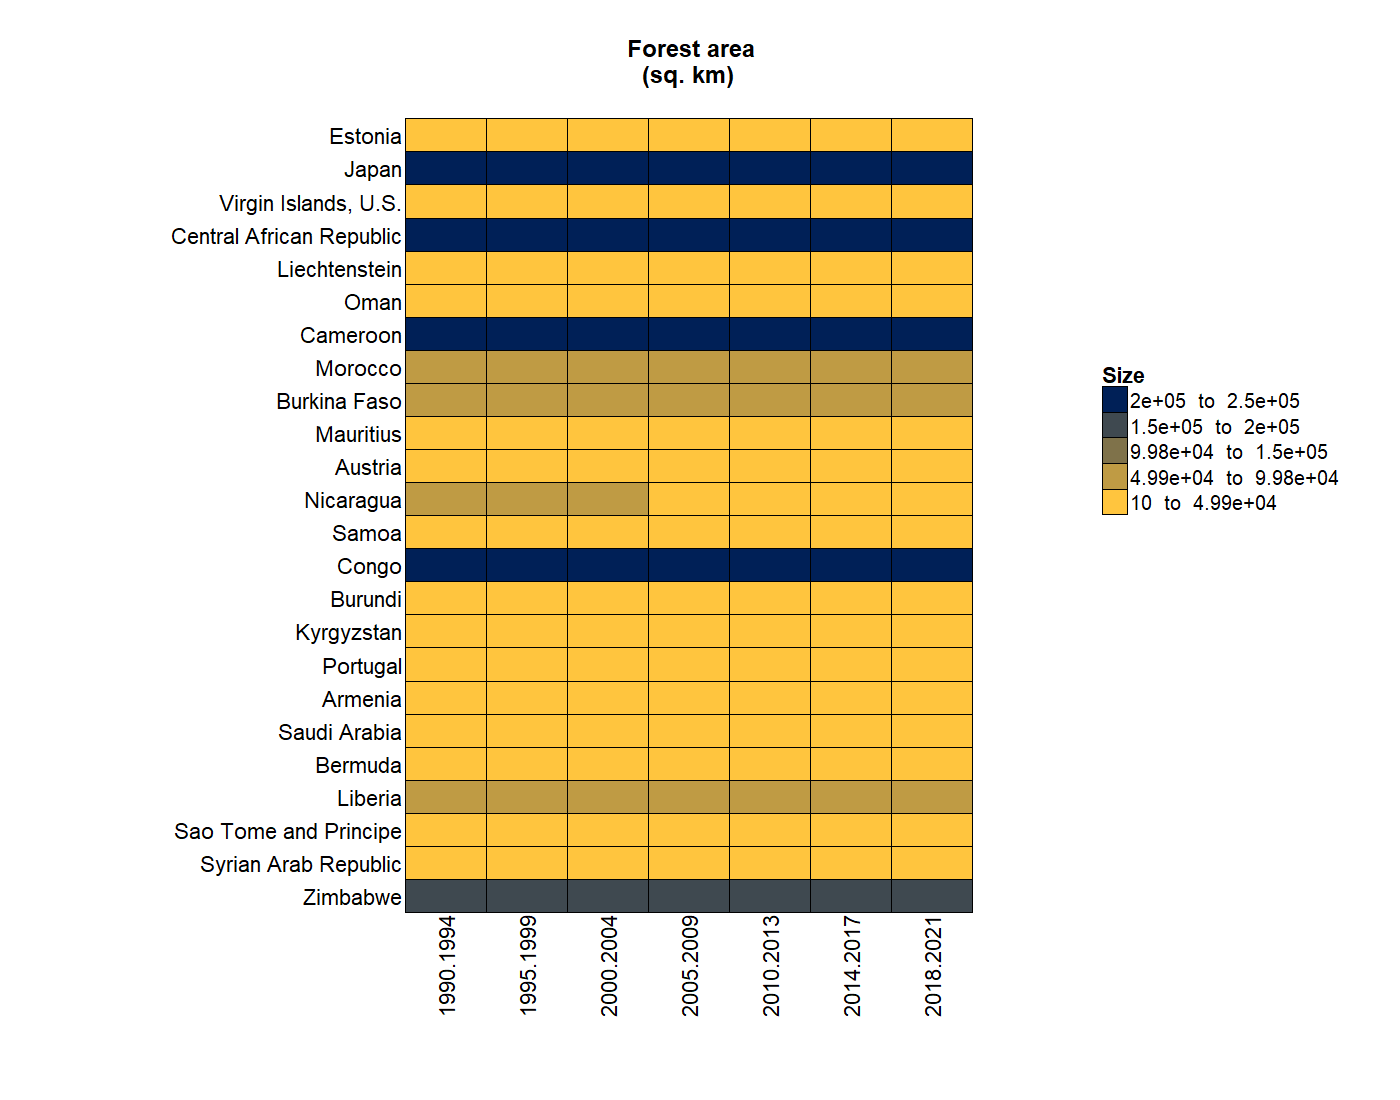 Forest area
(sq. km)
Estonia
Japan
Virgin Islands, U.S.
Central African Republic
Liechtenstein
Oman
Cameroon
Morocco
Burkina Faso
Mauritius
Austria
Nicaragua
Samoa
Congo
Burundi
Kyrgyzstan
Portugal
Armenia
Saudi Arabia
Bermuda
Liberia
Sao Tome and Principe
Syrian Arab Republic
Zimbabwe
1990.1994
1995.1999
2000.2004
2005.2009
2010.2013
2014.2017
2018.2021
Size
2e+05 to 2.5e+05
1.5e+05 to 2e+05
9.98e+04 to 1.5e+05
4.99e+04 to 9.98e+04
10 to 4.99e+04